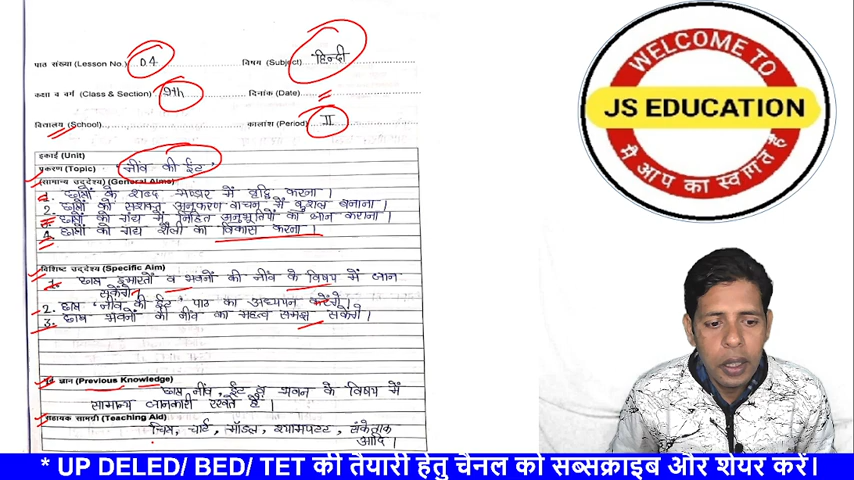 पाठ संख्या (Lesson No.) 04 विषय (Subject) हिन्दी
कक्षा व वर्ग (Class & Section) 9th दिनांक (Date)
विद्यालय (School) कालांश (Period) II
इकाई (Unit)
प्रकरण (Topic) 'नींव की ईंट'
सामान्य उद्देश्य (General Aims)
1. छात्रों के शब्द भण्डार में वृद्धि करना।
2. छात्रों को सशक्त अनुकरण वाचन में कुशल बनाना।
3. छात्रों को गद्य में निहित अनुभूतियों का ज्ञान कराना।
4. छात्रों की गद्य शैली का विकास करना।
विशिष्ट उद्देश्य (Specific Aim)
1. छात्र इमारतों व भवनों की नींव के विषय में जान
सकेंगे।
2. छात्र 'नींव की ईंट' पाठ का अध्ययन करेंगे।
3. छात्र भवनों की नींव का महत्व समझ सकेंगे।
पूर्व ज्ञान (Previous Knowledge)
छात्र नींव, ईंट व भवन के विषय में
सामान्य जानकारी रखते हैं।
सहायक सामग्री (Teaching Aid)
चित्र, चार्ट, मॉडल, श्यामपट्ट, संकेतक
आदि।
WELCOME TO
JS EDUCATION
में आप का स्वागत है
* UP DELED/ BED/ TET की तैयारी हेतु चैनल को सब्सक्राइब और शेयर करें।